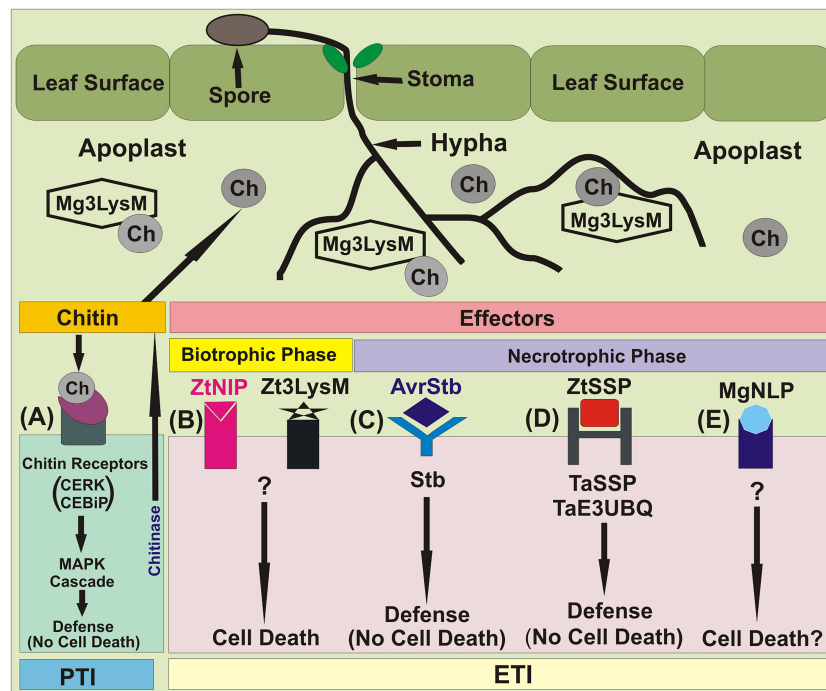 Leaf Surface
Spore
Stoma
Leaf Surface
Apoplast
Hypha
Apoplast
Ch
Ch
Mg3LysM
Ch
Ch
Mg3LysM
Mg3LysM
Ch
Ch
Chitin
Effectors
Biotrophic Phase
Necrotrophic Phase
Ch
ZtNIP
Zt3LysM
AvrStb
ZtSSP
MgNLP
(A)
(B)
(C)
(D)
(E)
Chitin Receptors
(CERK
CEBiP)
Chitinase
?
Stb
TaSSP
TaE3UBQ
?
MAPK
Cascade
Defense
(No Cell Death)
Cell Death
Defense
(No Cell Death)
Defense
(No Cell Death)
Cell Death?
PTI
ETI